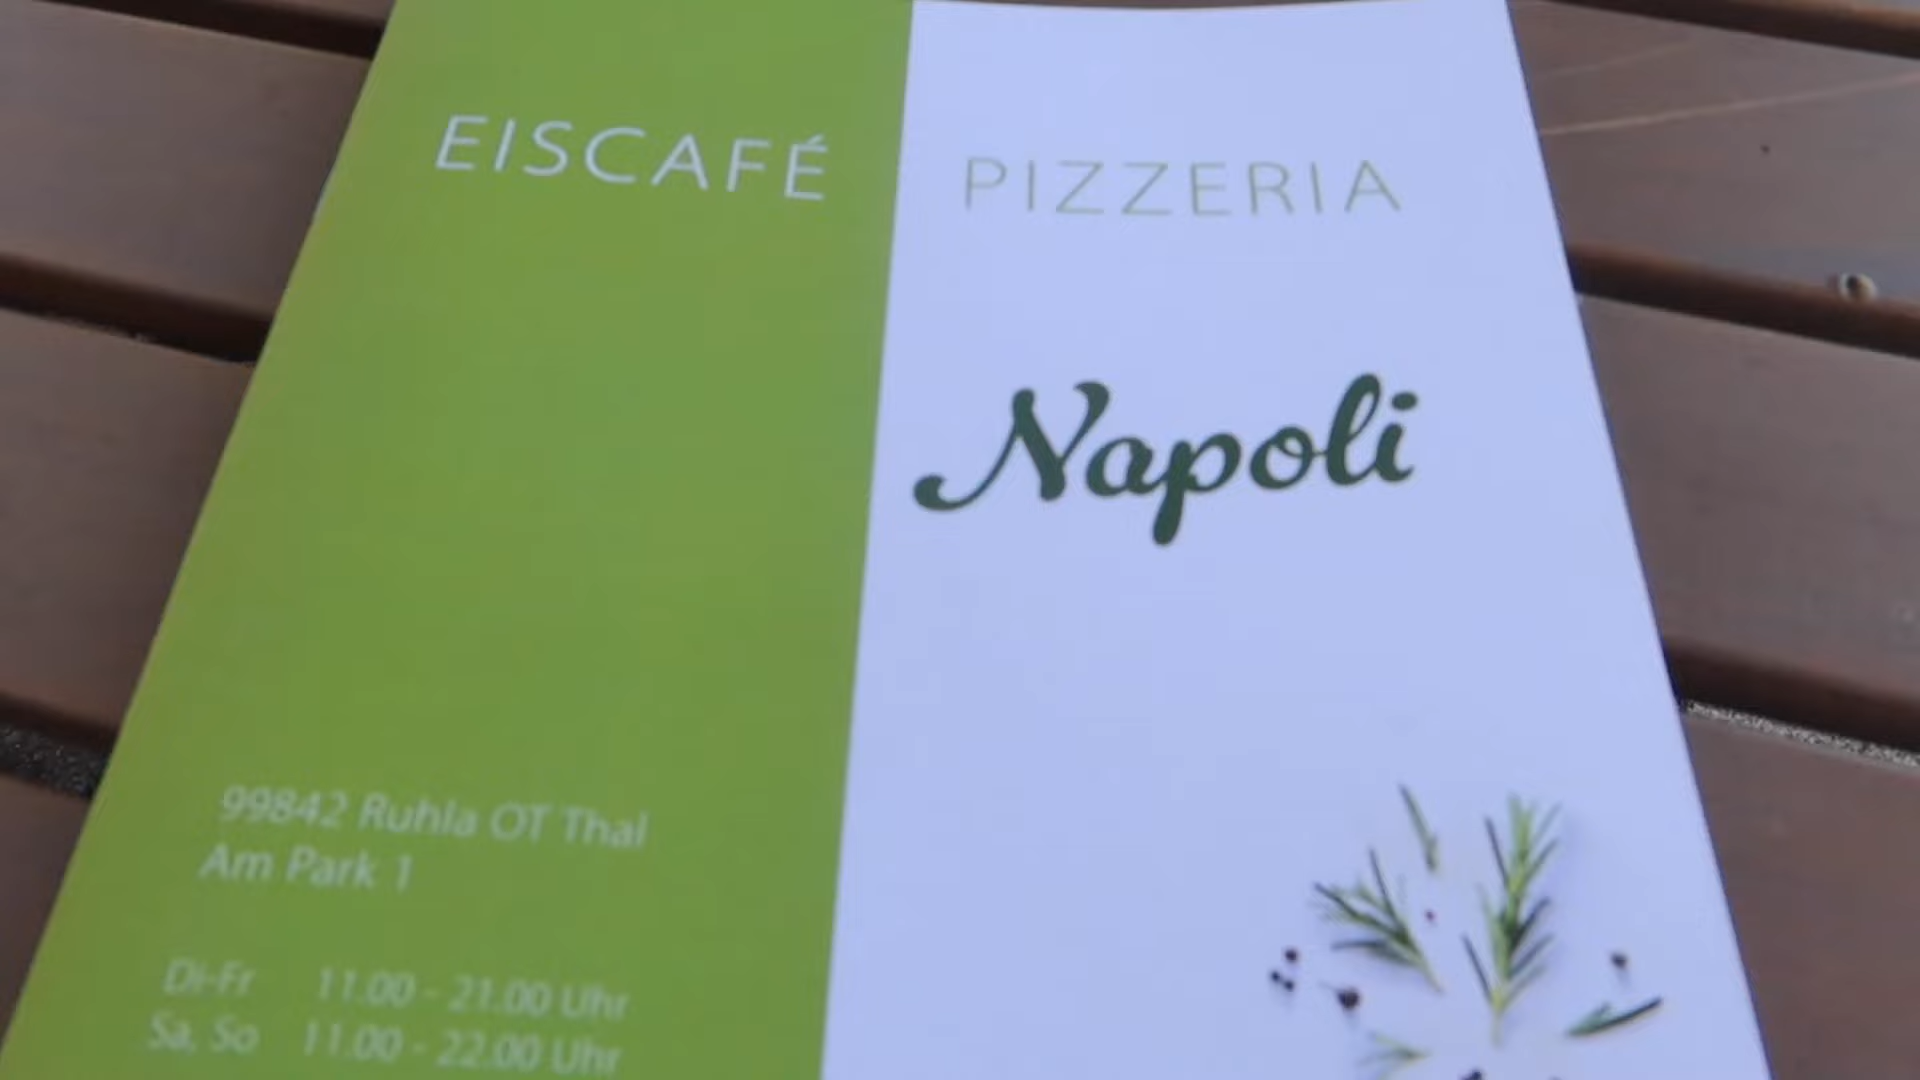 EISCAFÉ
PIZZERIA
Napoli
99842 Ruhla OT Thal
Am Park 1
Di-Fr 11.00 - 21.00 Uhr
Sa, So 11.00 - 22.00 Uhr